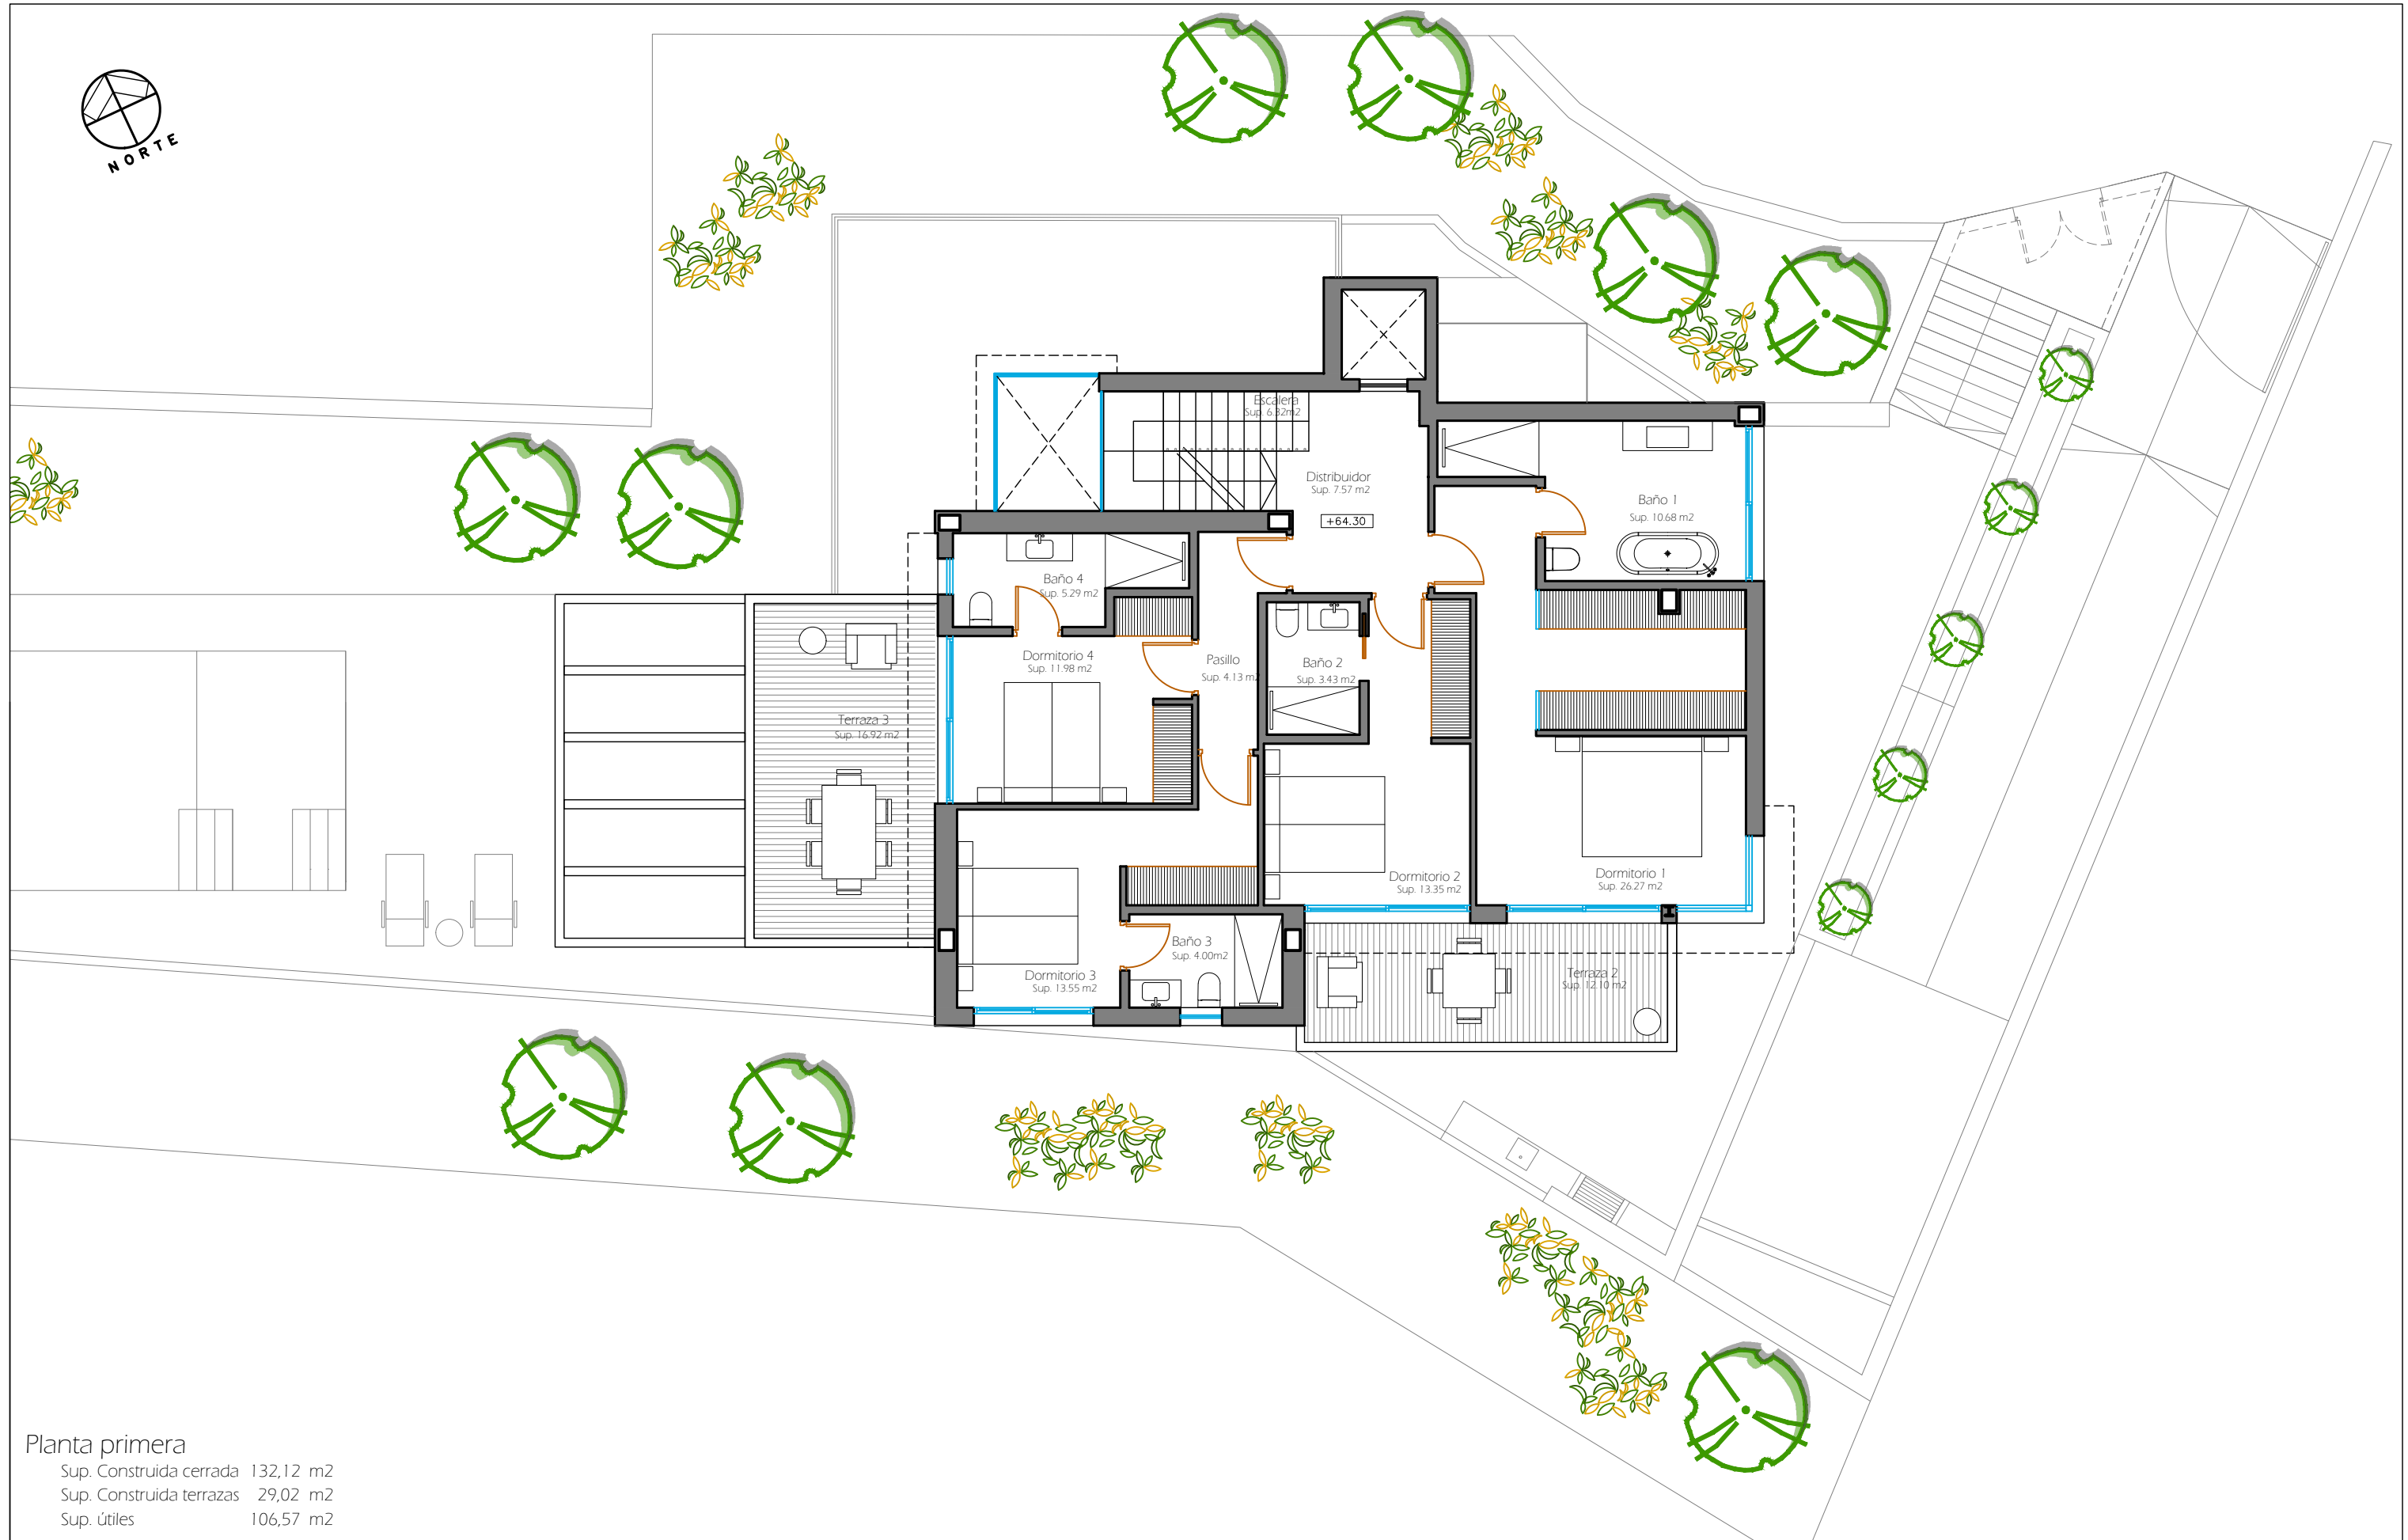 NORTE
Escalera
Sup. 6.32m2
Distribuidor
Sup. 7.57 m2
+64.30
Baño 1
Sup. 10.68 m2
Baño 4
Sup. 5.29 m2
Dormitorio 4
Sup. 11.98 m2
Pasillo
Sup. 4.13 m2
Baño 2
Sup. 3.43 m2
Terraza 3
Sup. 16.92 m2
Dormitorio 2
Sup. 13.35 m2
Dormitorio 1
Sup. 26.27 m2
Baño 3
Sup. 4.00m2
Dormitorio 3
Sup. 13.55 m2
Terraza 2
Sup. 12.10 m2
Planta primera
Sup. Construida cerrada 132,12 m2
Sup. Construida terrazas 29,02 m2
Sup. útiles 106,57 m2